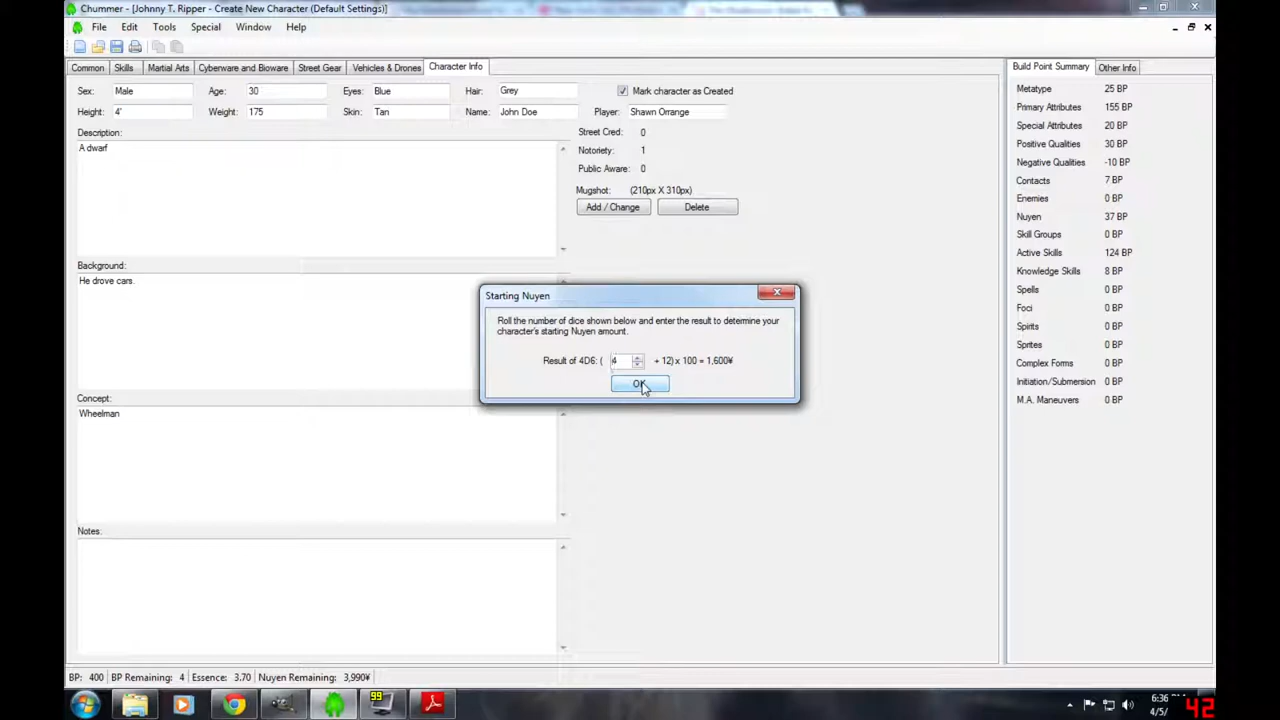 Chummer - [Johnny T. Ripper - Create New Character (Default Settings)]
File Edit Tools Special Window Help
Common Skills Martial Arts Cyberware and Bioware Street Gear Vehicles & Drones Character Info
Build Point Summary Other Info
Sex: Male Age: 30 Eyes: Blue Hair: Grey Mark character as Created
Height: 4' Weight: 175 Skin: Tan Name: John Doe Player: Shawn Orrange
Description:
A dwarf
Street Cred: 0
Notoriety: 1
Public Aware: 0
Mugshot: (210px X 310px)
Add / Change Delete
Background:
He drove cars.
Starting Nuyen
Roll the number of dice shown below and enter the result to determine your
character's starting Nuyen amount.
Result of 4D6: ( 4 + 12) x 100 = 1,600¥
OK
Concept:
Wheelman
Notes:
Metatype 25 BP
Primary Attributes 155 BP
Special Attributes 20 BP
Positive Qualities 30 BP
Negative Qualities -10 BP
Contacts 7 BP
Enemies 0 BP
Nuyen 37 BP
Skill Groups 0 BP
Active Skills 124 BP
Knowledge Skills 8 BP
Spells 0 BP
Foci 0 BP
Spirits 0 BP
Sprites 0 BP
Complex Forms 0 BP
Initiation/Submersion 0 BP
M.A. Maneuvers 0 BP
BP: 400 BP Remaining: 4 Essence: 3.70 Nuyen Remaining: 3,990¥
99
6:36
4/5/
42